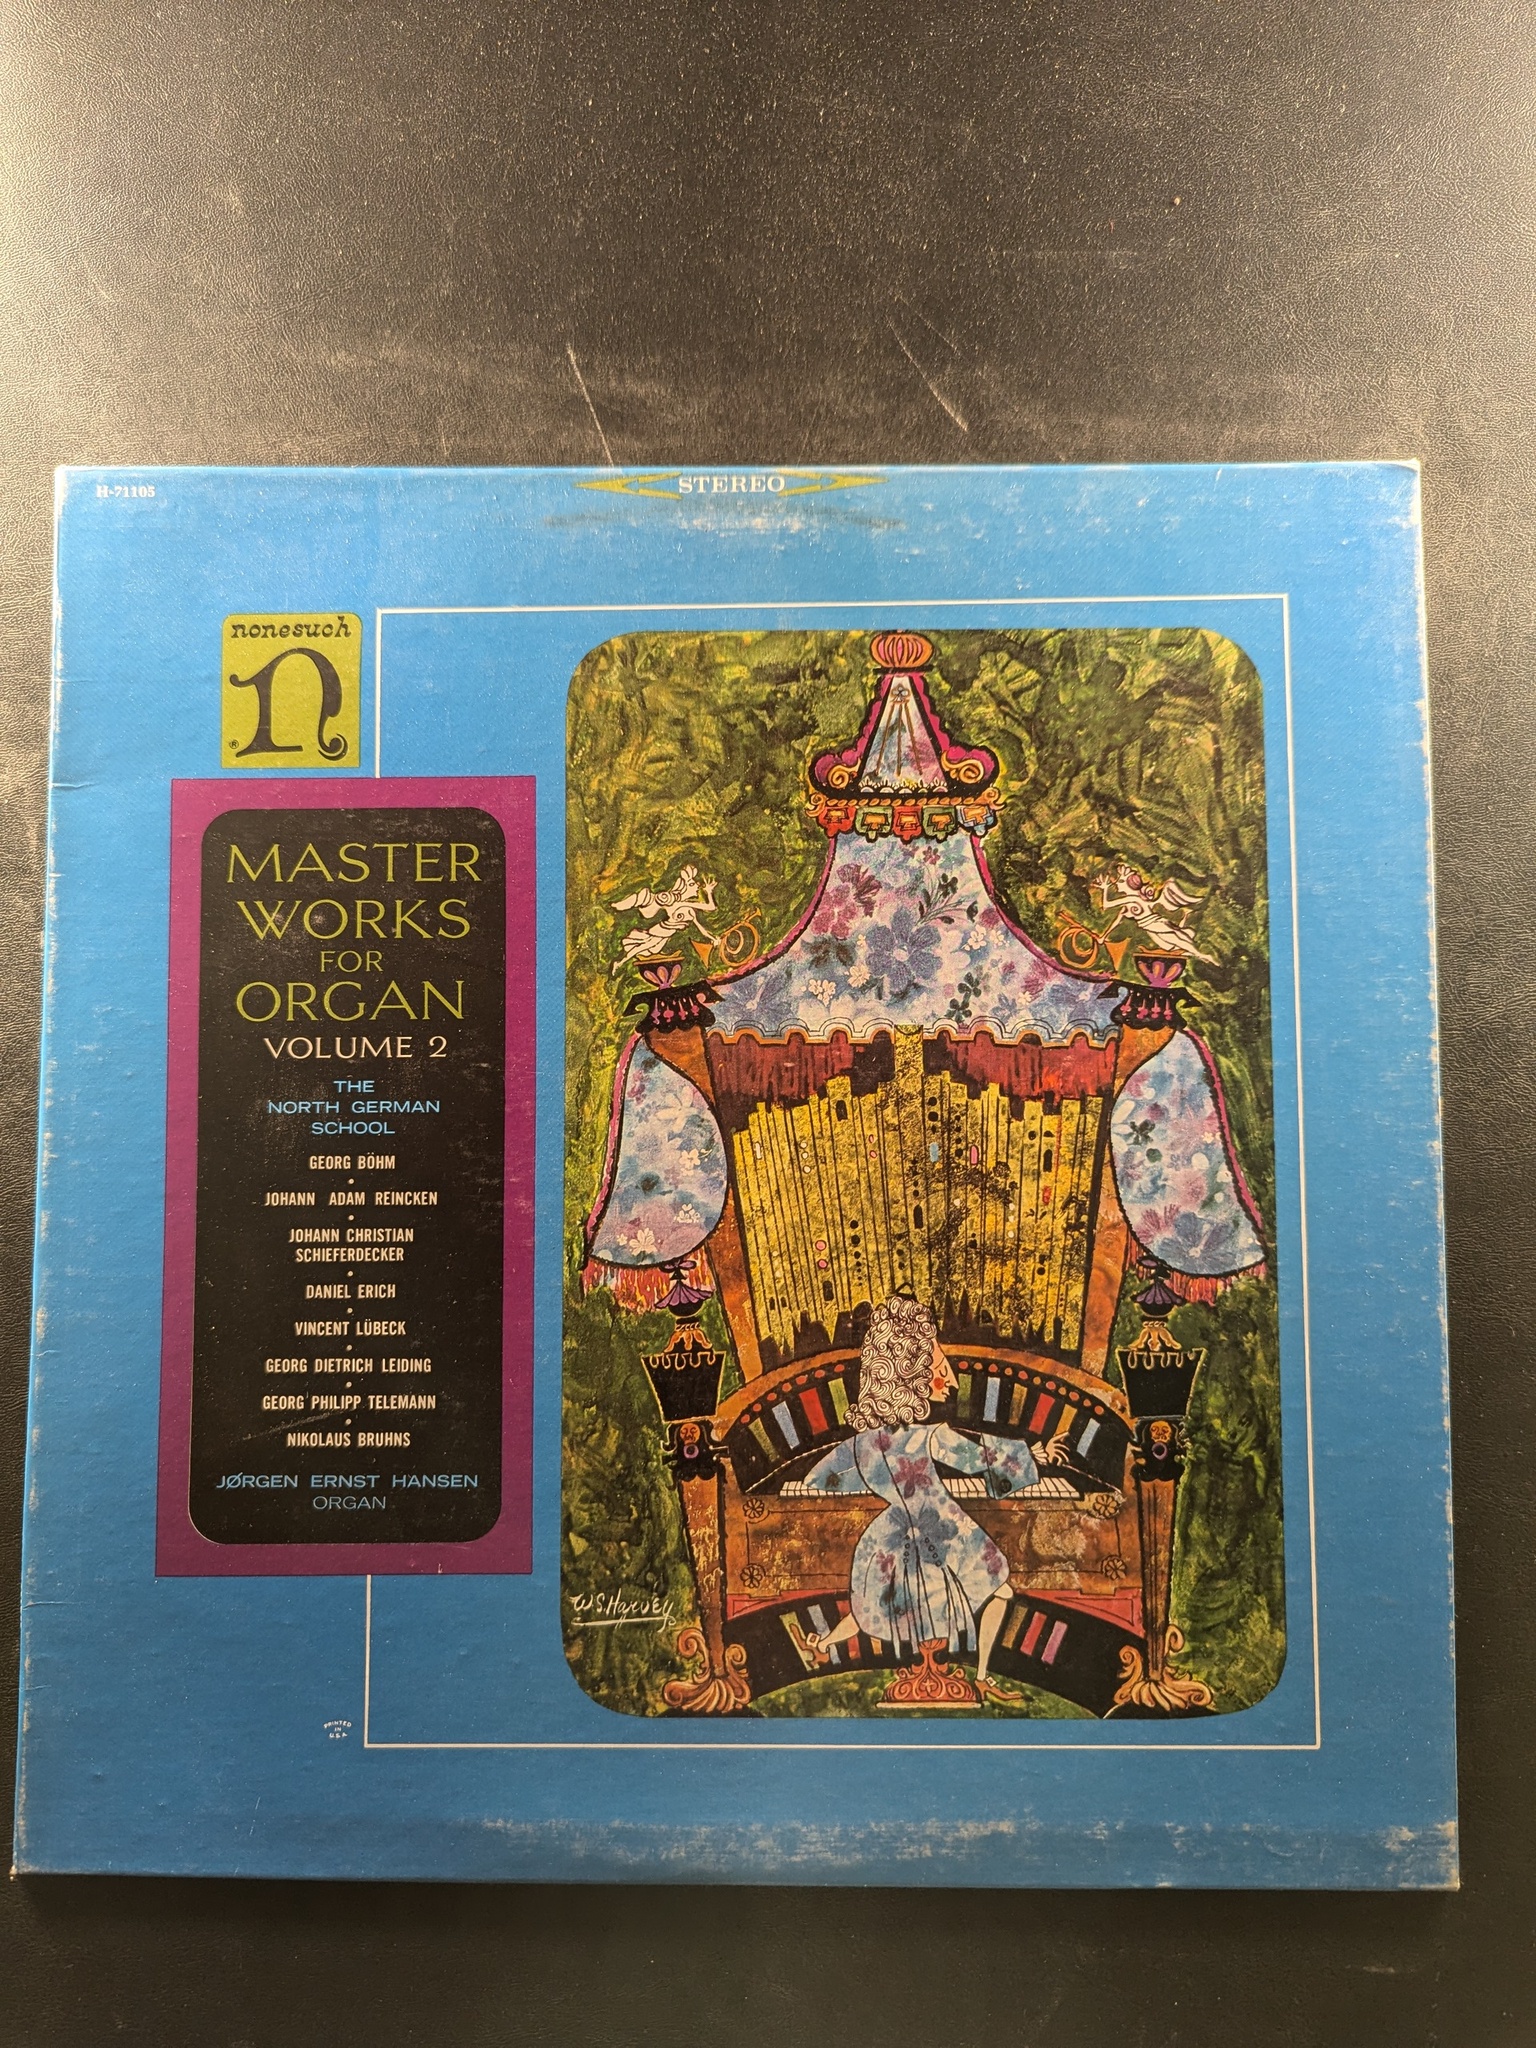 H-71105
STEREO
nonesuch
n
®
MASTER
WORKS
FOR
ORGAN
VOLUME 2
THE
NORTH GERMAN
SCHOOL
GEORG BÖHM
•
JOHANN ADAM REINCKEN
•
JOHANN CHRISTIAN
SCHIEFERDECKER
•
DANIEL ERICH
•
VINCENT LÜBECK
•
GEORG DIETRICH LEIDING
•
GEORG PHILIPP TELEMANN
•
NIKOLAUS BRUHNS
JØRGEN ERNST HANSEN
ORGAN
W.S. Harvey
PRINTED
IN
U.S.A.